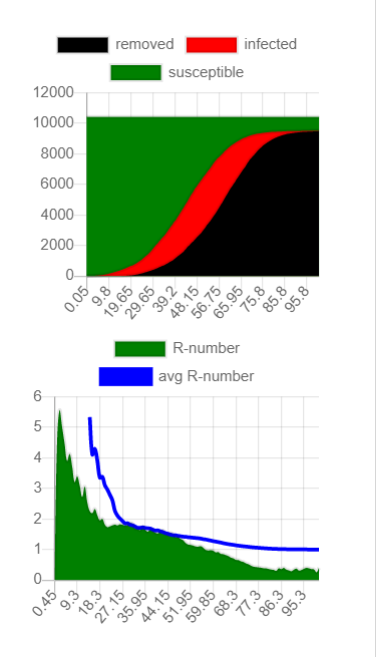 removed infected
susceptible
12000
10000
8000
6000
4000
2000
0
0.05 9.8 19.65 29.65 39.2 48.15 56.75 65.95 75.8 85.8 95.8
R-number
avg R-number
6
5
4
3
2
1
0
0.45 9.3 18.3 27.15 35.95 44.15 51.95 59.85 68.3 77.3 86.3 95.3